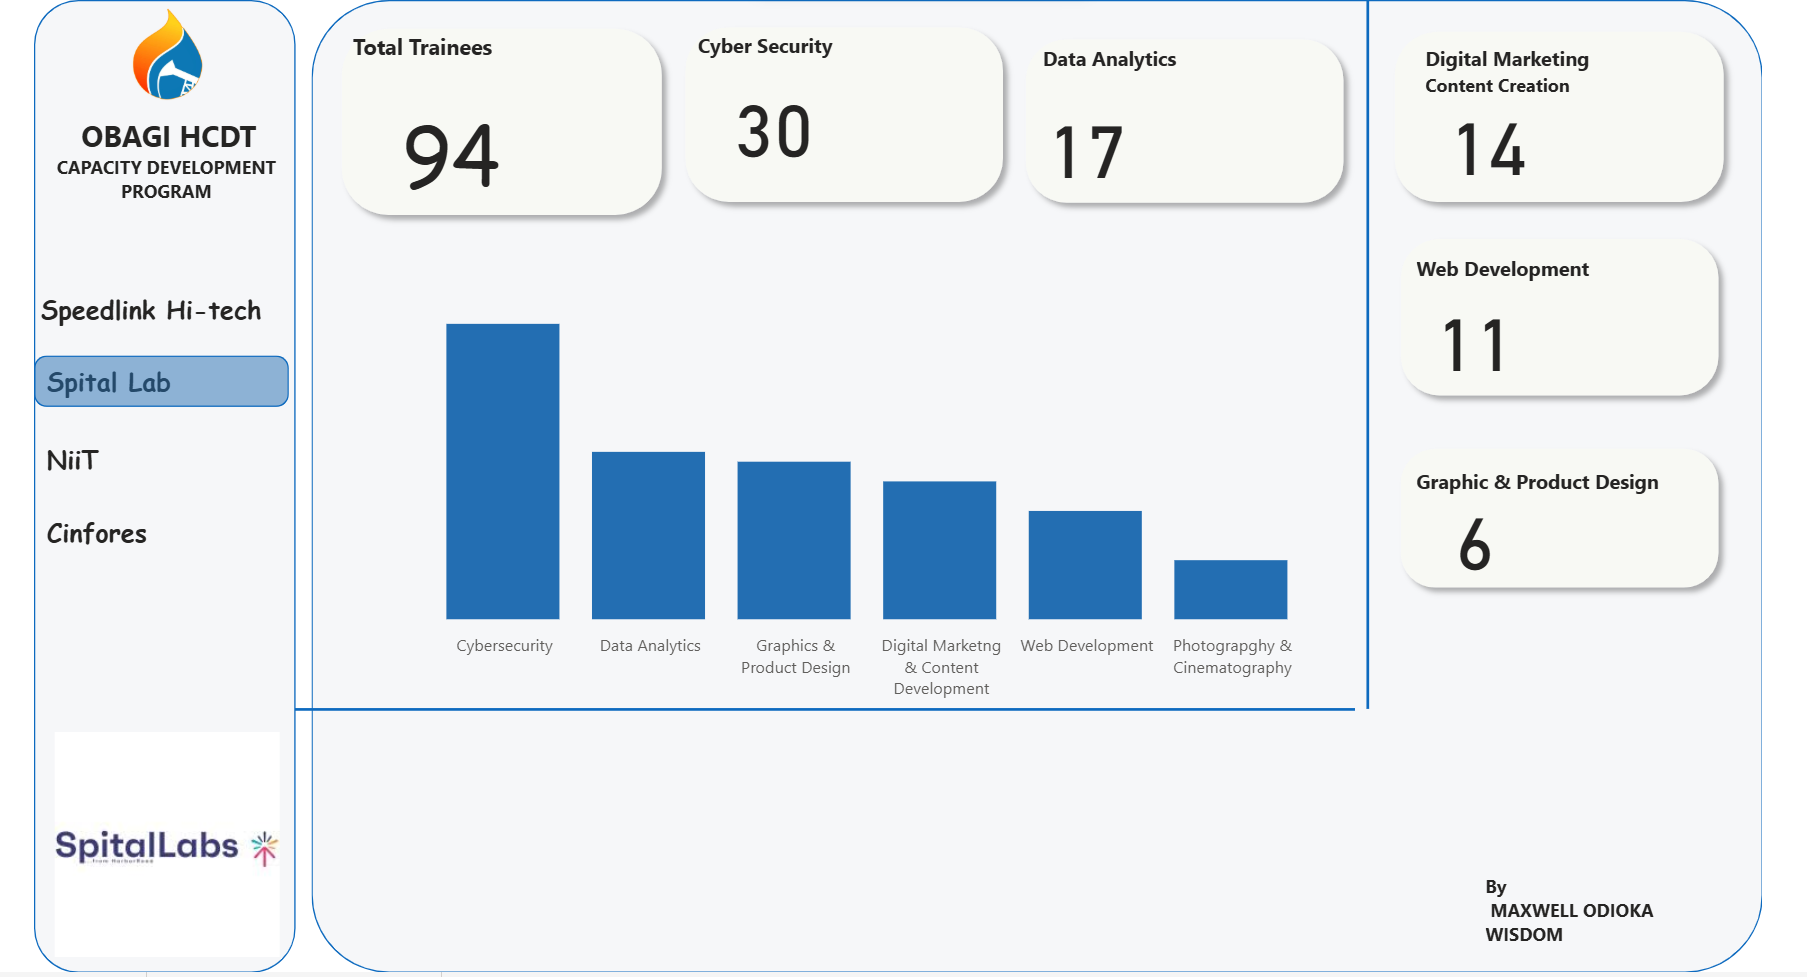 OBAGI HCDT
CAPACITY DEVELOPMENT
PROGRAM
Speedlink Hi-tech
Spital Lab
NiiT
Cinfores
SpitalLabs
Total Trainees
94
Cyber Security
30
Data Analytics
17
Digital Marketing
Content Creation
14
Web Development
11
Graphic & Product Design
6
Cybersecurity
Data Analytics
Graphics &
Product Design
Digital Marketng
& Content
Development
Web Development
Photograpghy &
Cinematography
By
MAXWELL ODIOKA
WISDOM